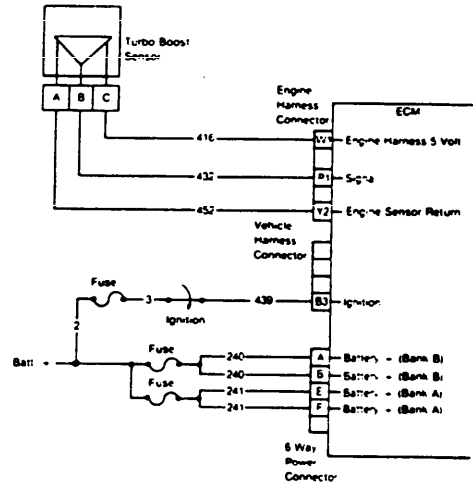 Turbo Boost
Sensor
A B C
Engine
Harness
Connector
ECM
416 W1 Engine Harness 5 Volt
432 P1 Signal
452 Y2 Engine Sensor Return
Vehicle
Harness
Connector
Fuse
3 439 B3 Ignition
Ignition
2
Batt +
Fuse
240 A Battery + (Bank B)
240 B Battery + (Bank B)
Fuse
241 E Battery + (Bank A)
241 F Battery + (Bank A)
6 Way
Power
Connector